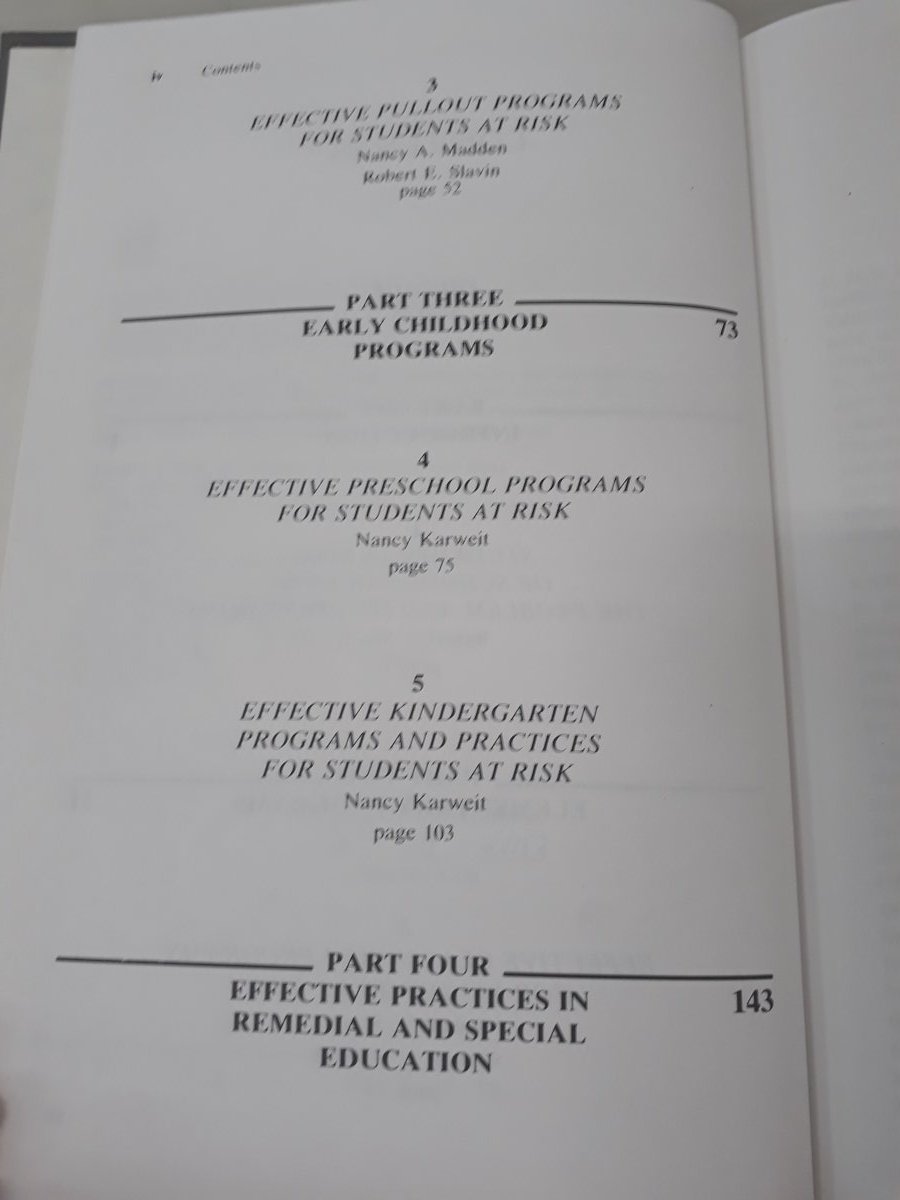 iv Contents
3
EFFECTIVE PULLOUT PROGRAMS
FOR STUDENTS AT RISK
Nancy A. Madden
Robert E. Slavin
page 52
PART THREE
EARLY CHILDHOOD 73
PROGRAMS
4
EFFECTIVE PRESCHOOL PROGRAMS
FOR STUDENTS AT RISK
Nancy Karweit
page 75
5
EFFECTIVE KINDERGARTEN
PROGRAMS AND PRACTICES
FOR STUDENTS AT RISK
Nancy Karweit
page 103
PART FOUR
EFFECTIVE PRACTICES IN 143
REMEDIAL AND SPECIAL
EDUCATION